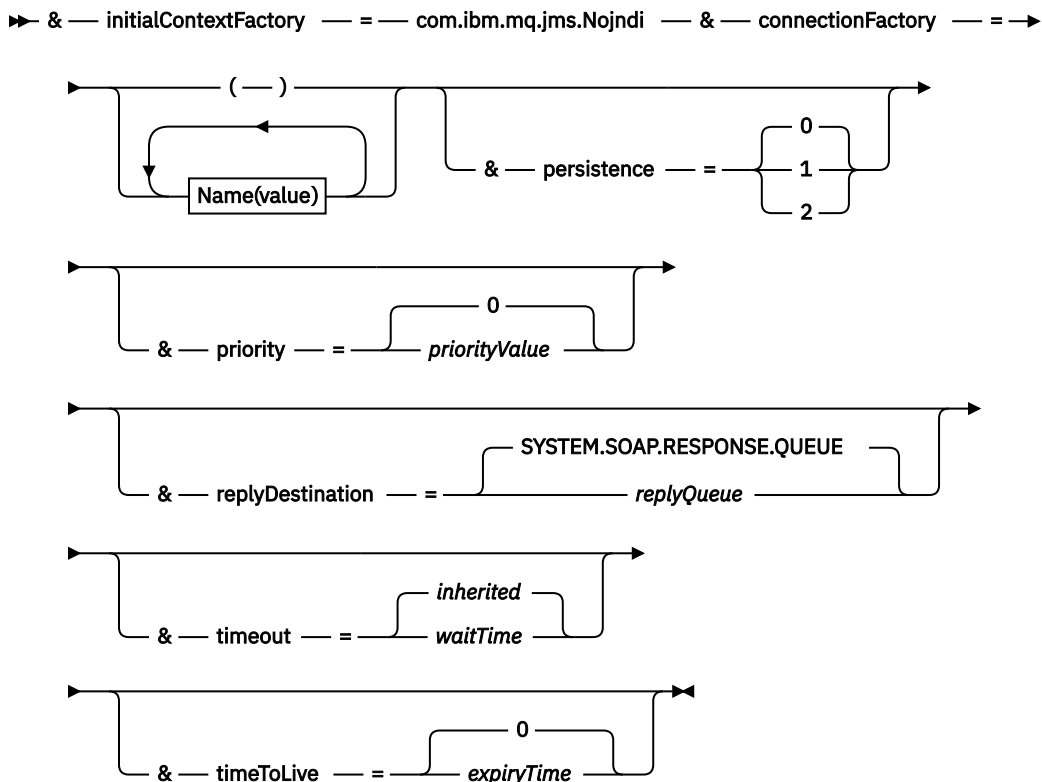 & initialContextFactory = com.ibm.mq.jms.Nojndi & connectionFactory =
( )
Name(value)
0
& persistence = 1
2
0
& priority = priorityValue
SYSTEM.SOAP.RESPONSE.QUEUE
& replyDestination = replyQueue
inherited
& timeout = waitTime
0
& timeToLive = expiryTime